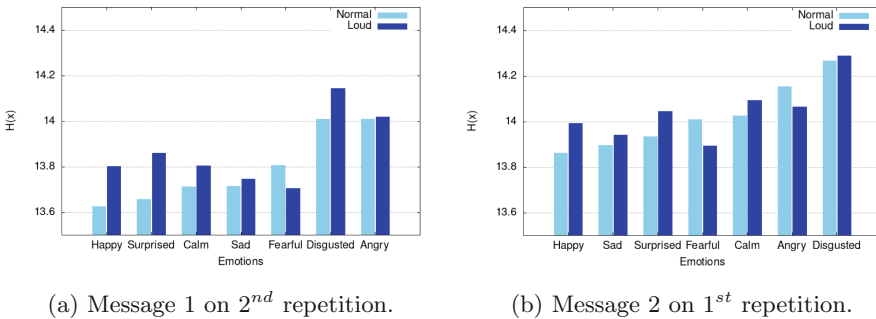 Normal
Loud
14.4
14.2
14
13.8
13.6
H(x)
Happy Surprised Calm Sad Fearful Disgusted Angry
Emotions
(a) Message 1 on 2nd repetition.
Normal
Loud
14.4
14.2
14
13.8
13.6
H(x)
Happy Sad Surprised Fearful Calm Angry Disgusted
Emotions
(b) Message 2 on 1st repetition.